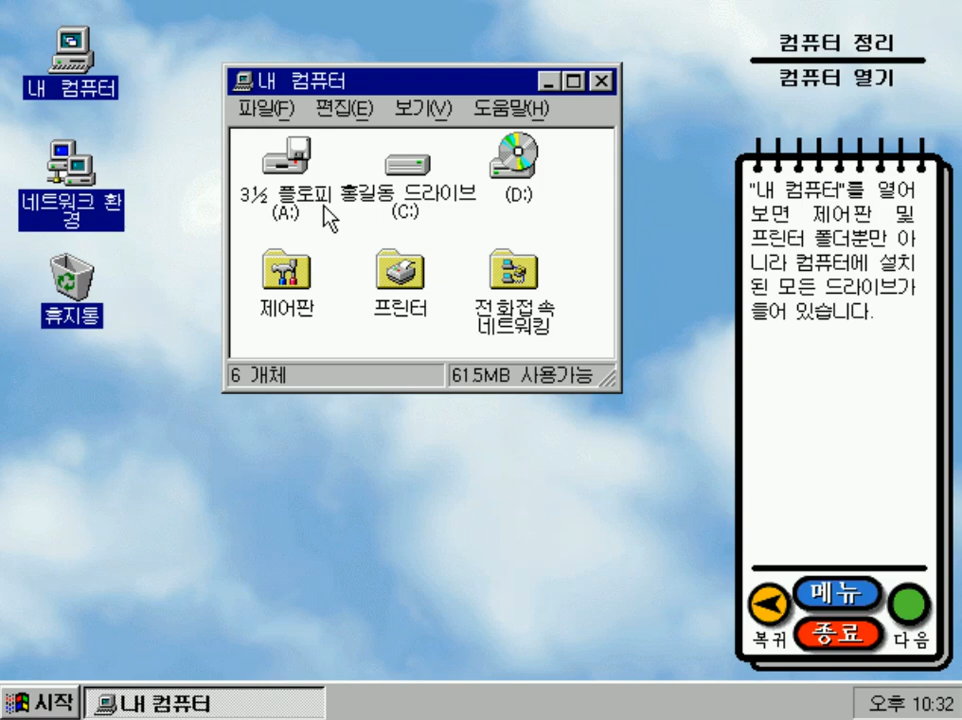 내 컴퓨터
네트워크 환
경
휴지통
내 컴퓨터
파일(F) 편집(E) 보기(V) 도움말(H)
3½ 플로피
(A:)
홍길동 드라이브
(C:)
(D:)
제어판
프린터
전화접속
네트워킹
6 개체
61.5MB 사용가능
컴퓨터 정리
컴퓨터 열기
"내 컴퓨터"를 열어
보면 제어판 및
프린터 폴더뿐만 아
니라 컴퓨터에 설치
된 모든 드라이브가
들어 있습니다.
메뉴
복귀
종료
다음
시작
내 컴퓨터
오후 10:32